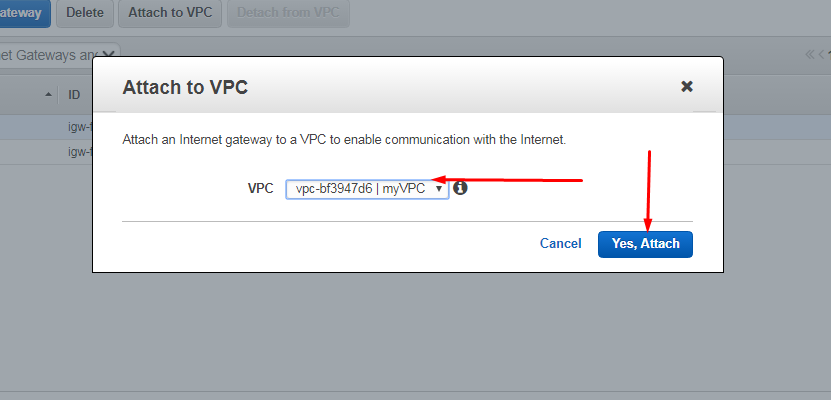 ateway Delete Attach to VPC Detach from VPC
et Gateways an
ID
Attach to VPC
igw-f
igw-f
Attach an Internet gateway to a VPC to enable communication with the Internet.
VPC vpc-bf3947d6 | myVPC
Cancel Yes, Attach